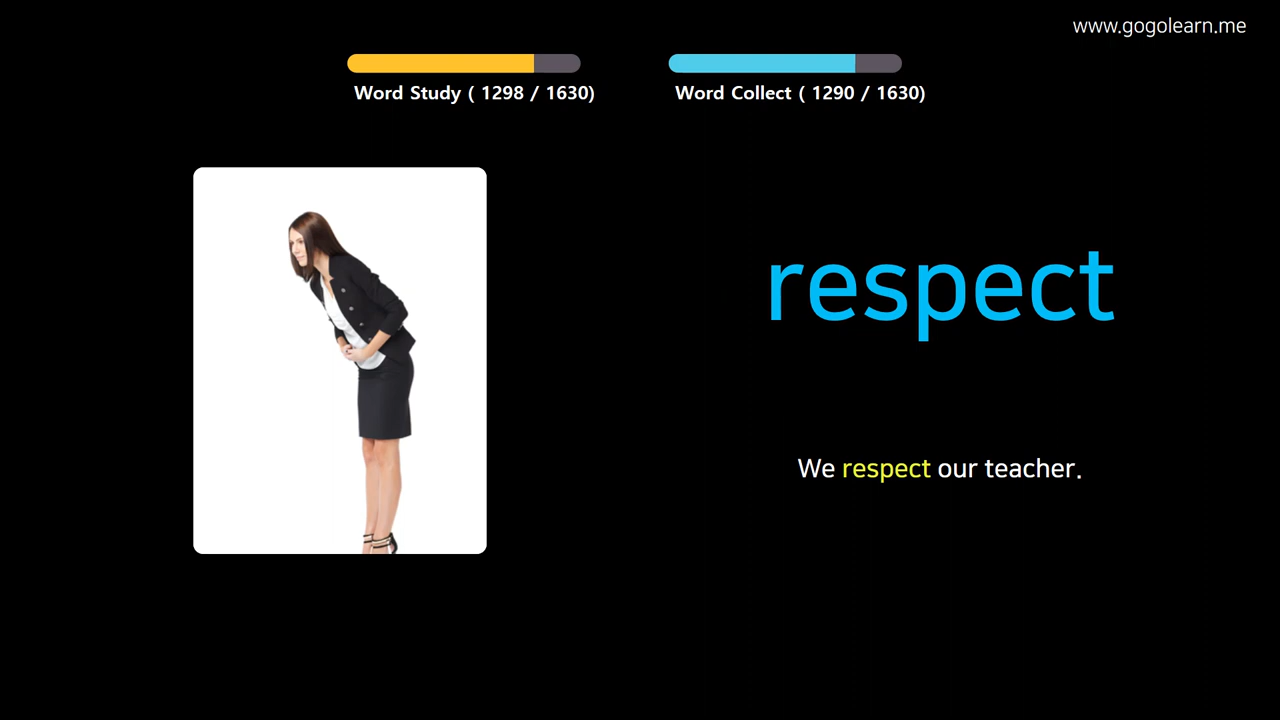 www.gogolearn.me
Word Study ( 1298 / 1630)
Word Collect ( 1290 / 1630)
respect
We respect our teacher.